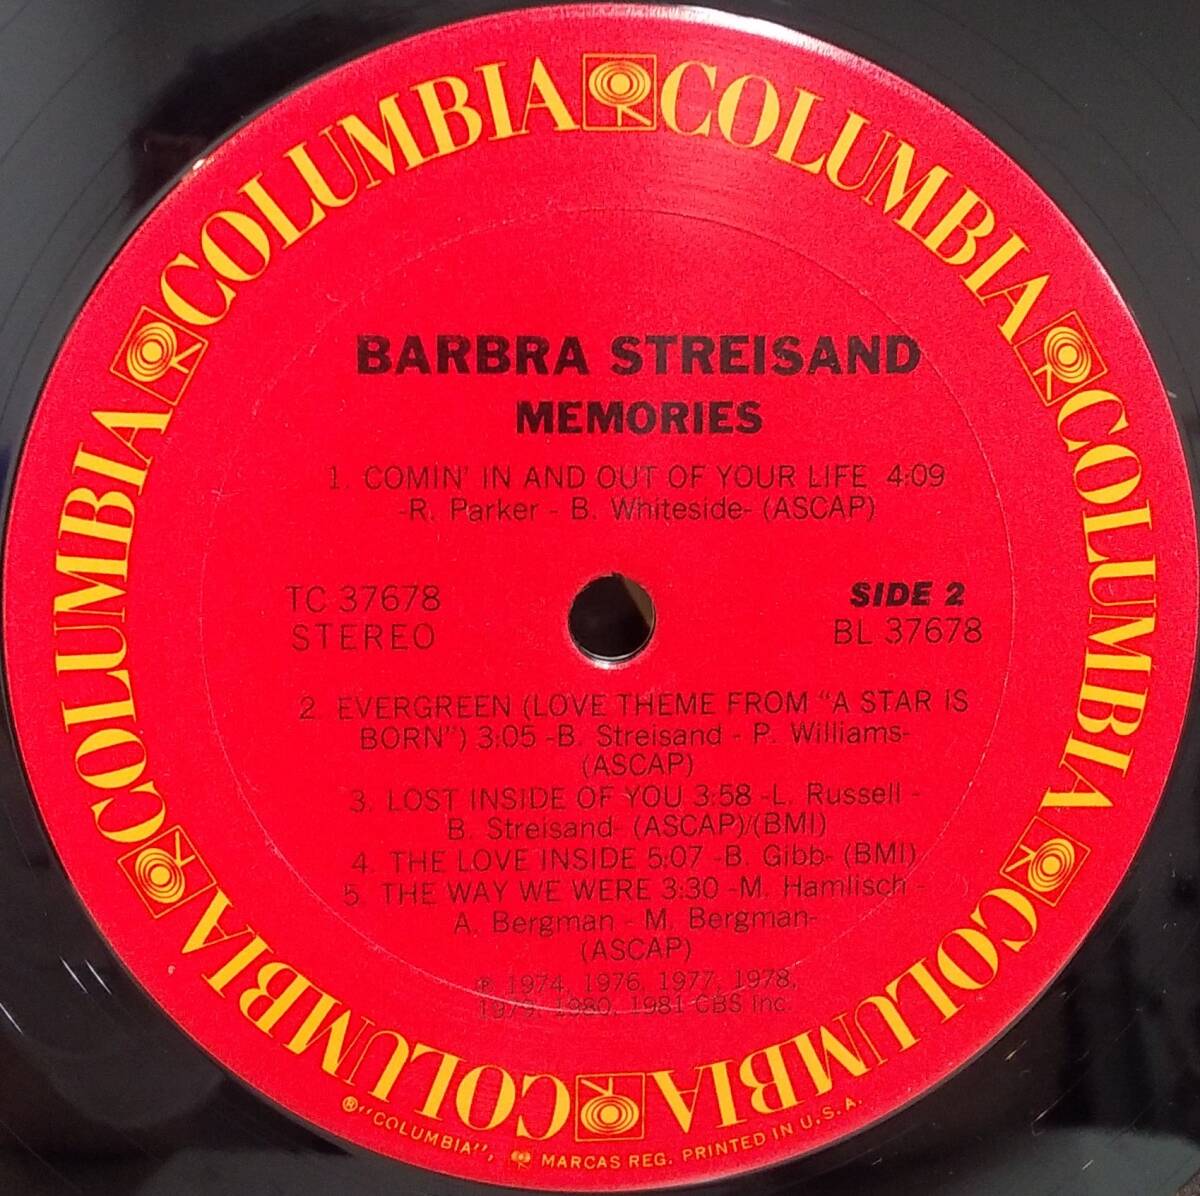 COLUMBIA COLUMBIA COLUMBIA COLUMBIA COLUMBIA COLUMBIA
BARBRA STREISAND
MEMORIES
1. COMIN' IN AND OUT OF YOUR LIFE 4:09
-R. Parker - B. Whiteside- (ASCAP)
TC 37678
STEREO
SIDE 2
BL 37678
2. EVERGREEN (LOVE THEME FROM "A STAR IS
BORN") 3:05 -B. Streisand - P. Williams-
(ASCAP)
3. LOST INSIDE OF YOU 3:58 -L. Russell -
B. Streisand- (ASCAP)/(BMI)
4. THE LOVE INSIDE 5:07 -B. Gibb- (BMI)
5. THE WAY WE WERE 3:30 -M. Hamlisch -
A. Bergman - M. Bergman-
(ASCAP)
℗ 1974, 1976, 1977, 1978,
1979, 1980, 1981 CBS Inc.
®"COLUMBIA", MARCAS REG. PRINTED IN U.S.A.